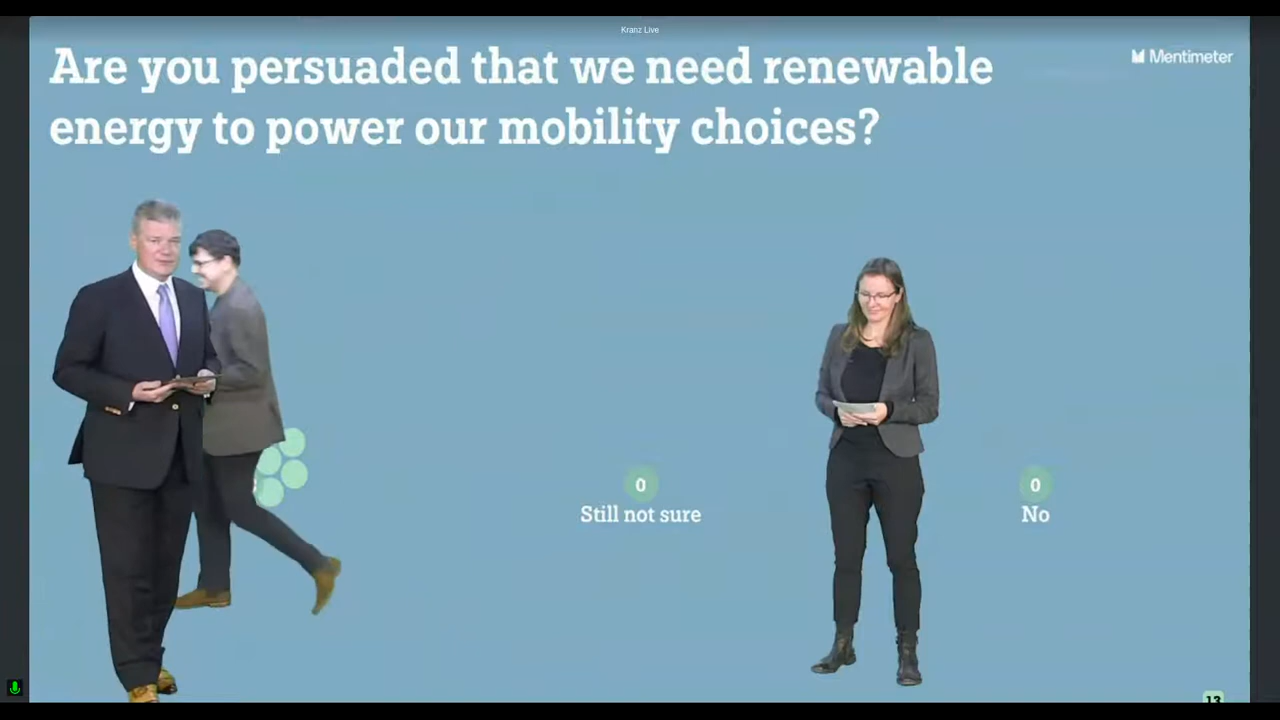 Kranz Live
Are you persuaded that we need renewable
energy to power our mobility choices?
Mentimeter
0
Still not sure
0
No
13